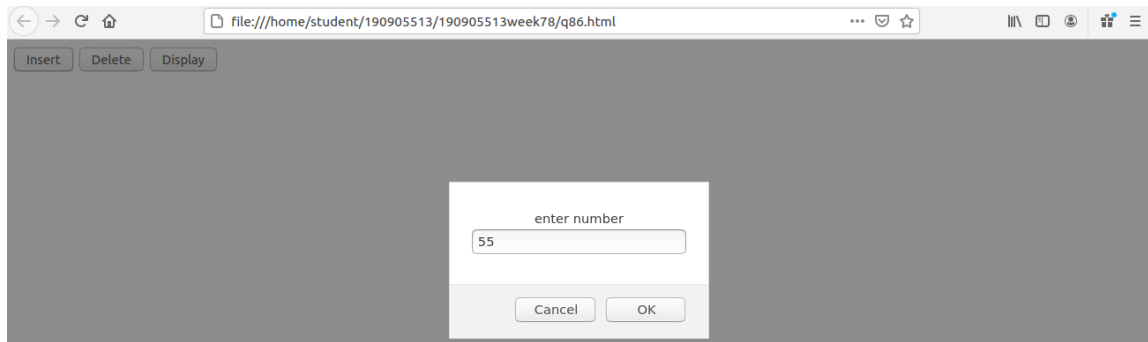 file:///home/student/190905513/190905513week78/q86.html
Insert Delete Display
enter number
55
Cancel OK